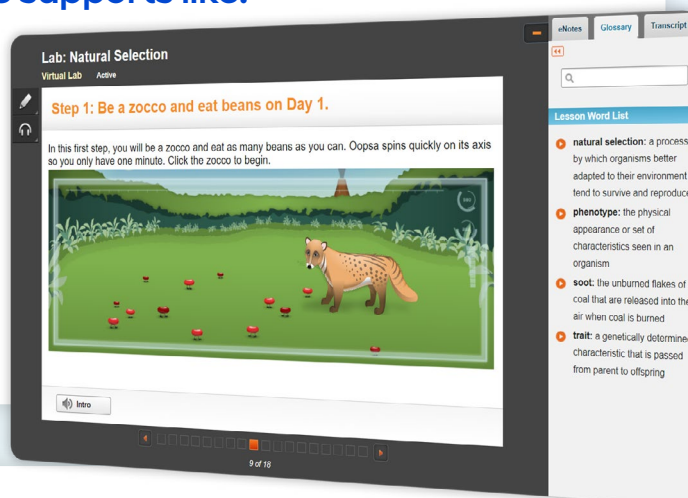 supports like:
Lab: Natural Selection
Virtual Lab Active
Step 1: Be a zocco and eat beans on Day 1.
In this first step, you will be a zocco and eat as many beans as you can. Oopsa spins quickly on its axis
so you only have one minute. Click the zocco to begin.
Intro
9 of 18
eNotes Glossary Transcript
Lesson Word List
natural selection: a process
by which organisms better
adapted to their environment
tend to survive and reproduce
phenotype: the physical
appearance or set of
characteristics seen in an
organism
soot: the unburned flakes of
coal that are released into the
air when coal is burned
trait: a genetically determined
characteristic that is passed
from parent to offspring